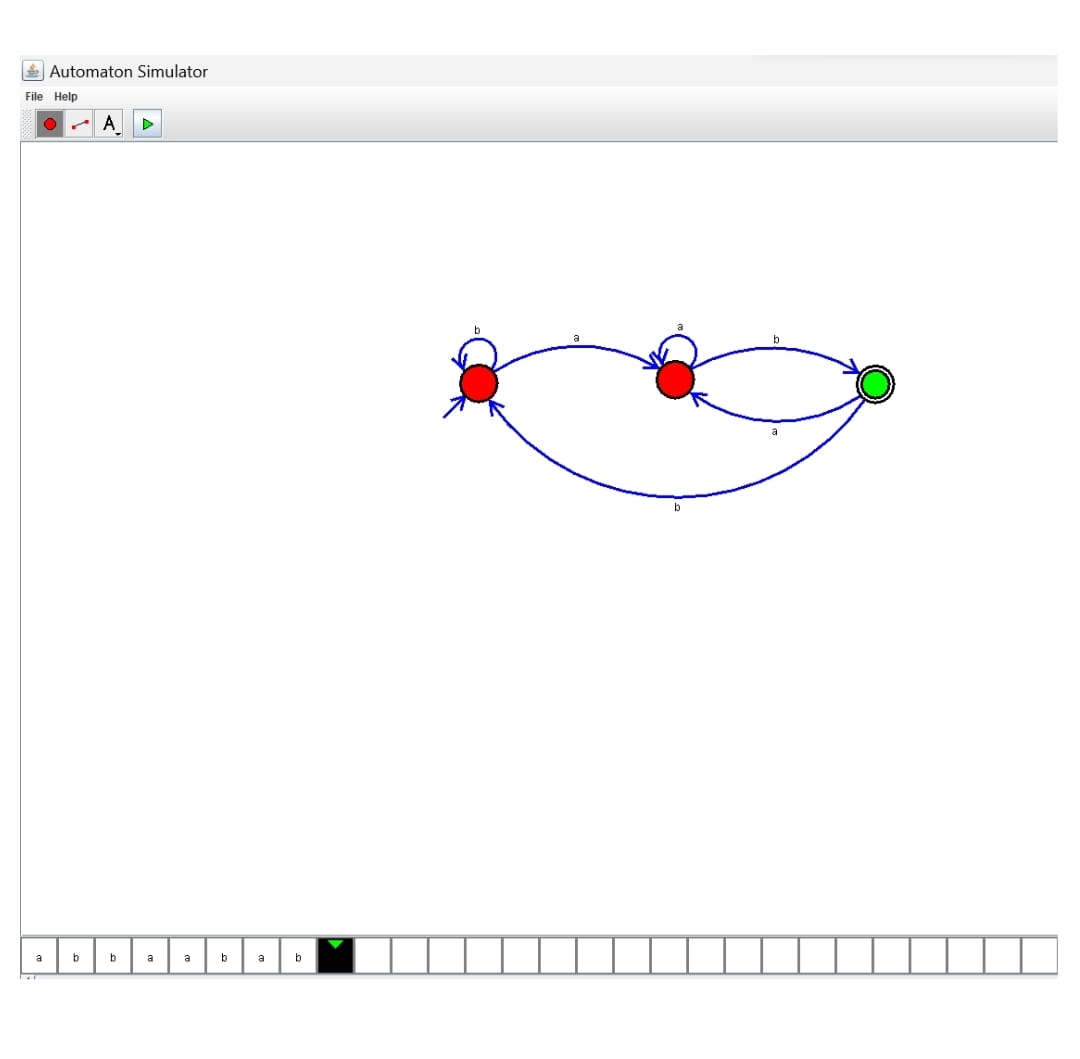 Automaton Simulator
File Help
A
b a a b
a
b
a b b a a b a b